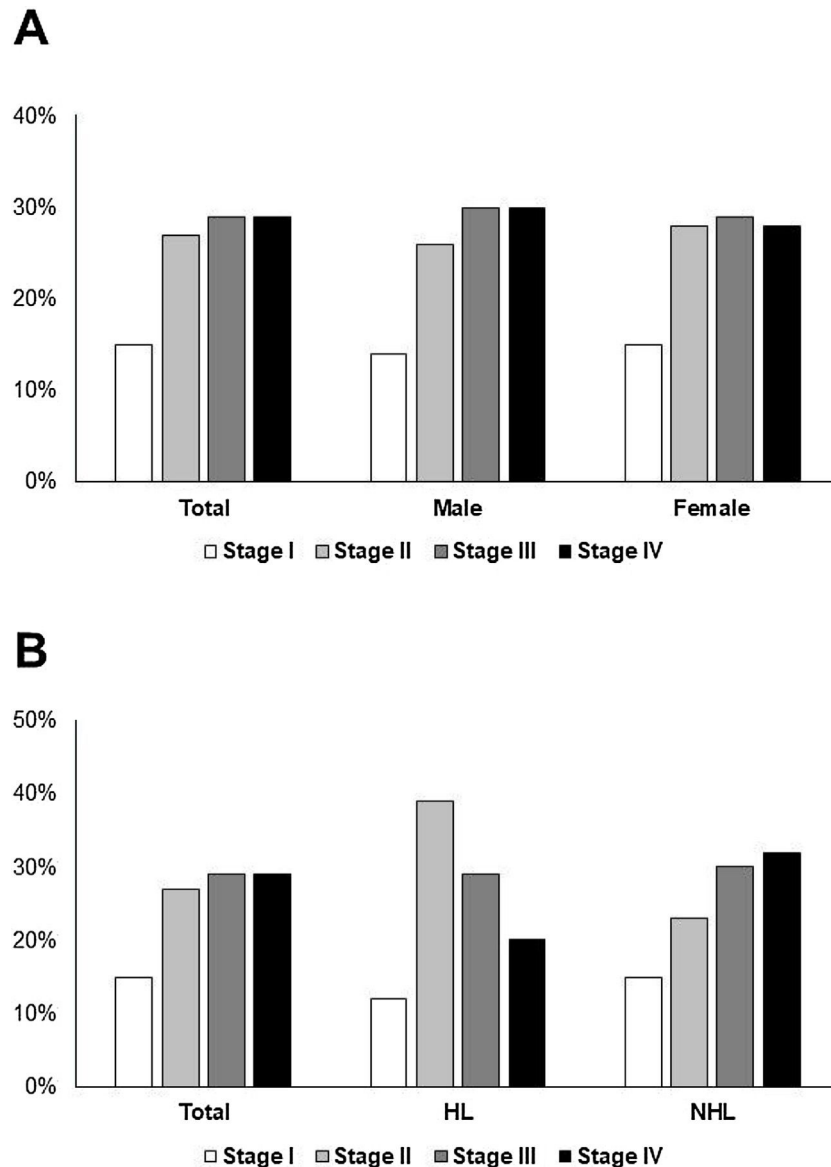 A
40%
30%
20%
10%
0%
Total Male Female
Stage I Stage II Stage III Stage IV
B
50%
40%
30%
20%
10%
0%
Total HL NHL
Stage I Stage II Stage III Stage IV